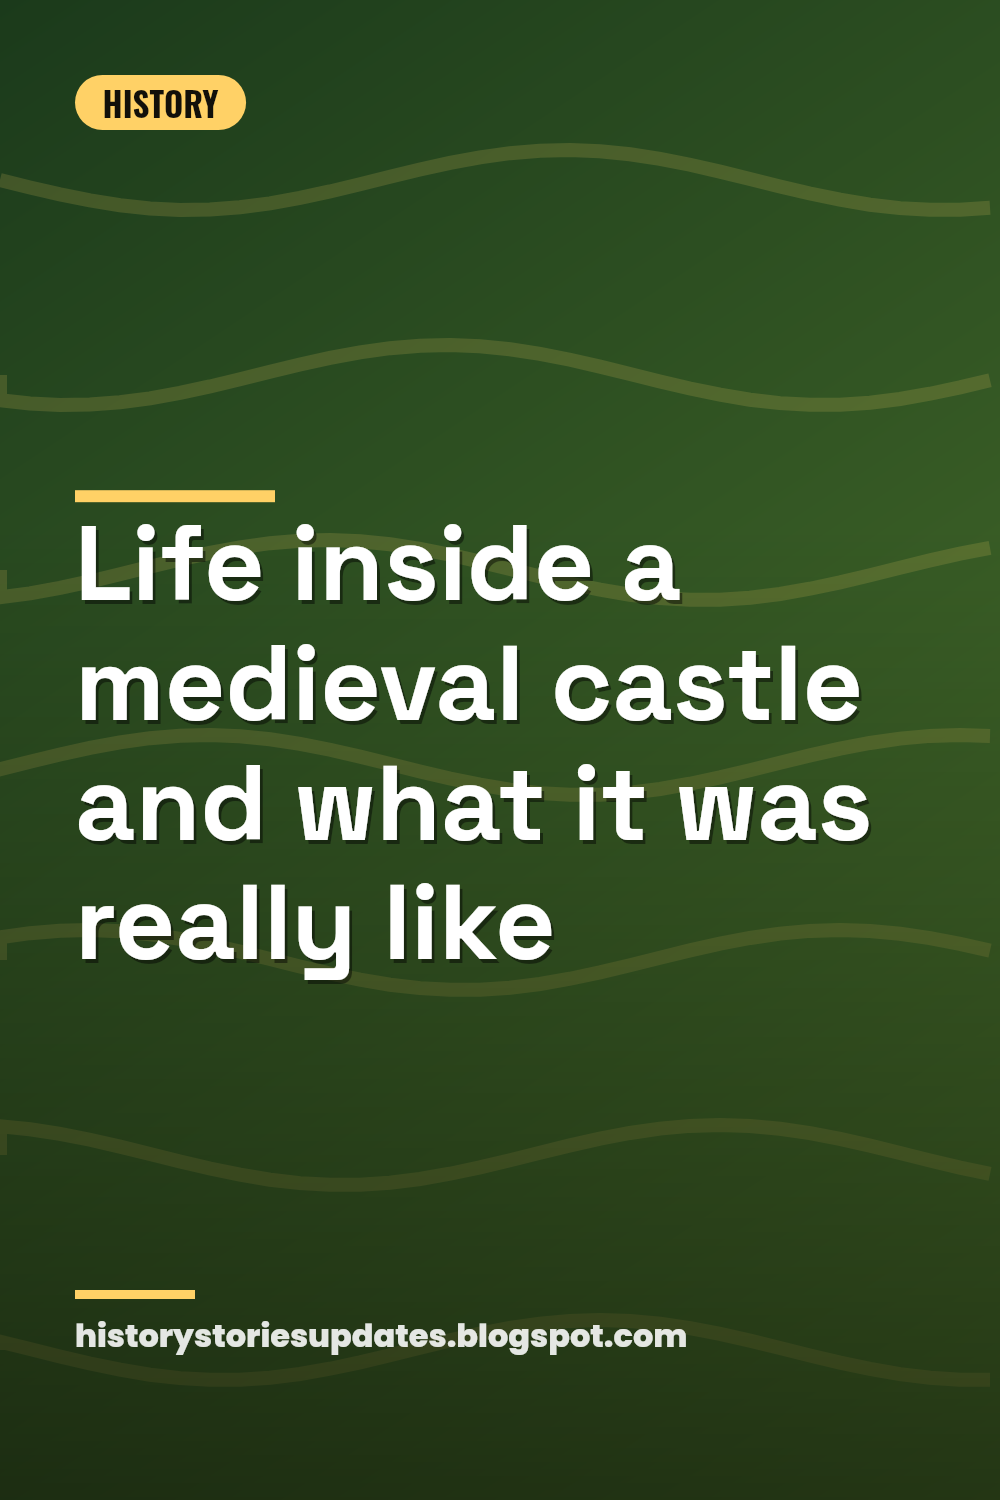 HISTORY
Life inside a
medieval castle
and what it was
really like
historystoriesupdates.blogspot.com